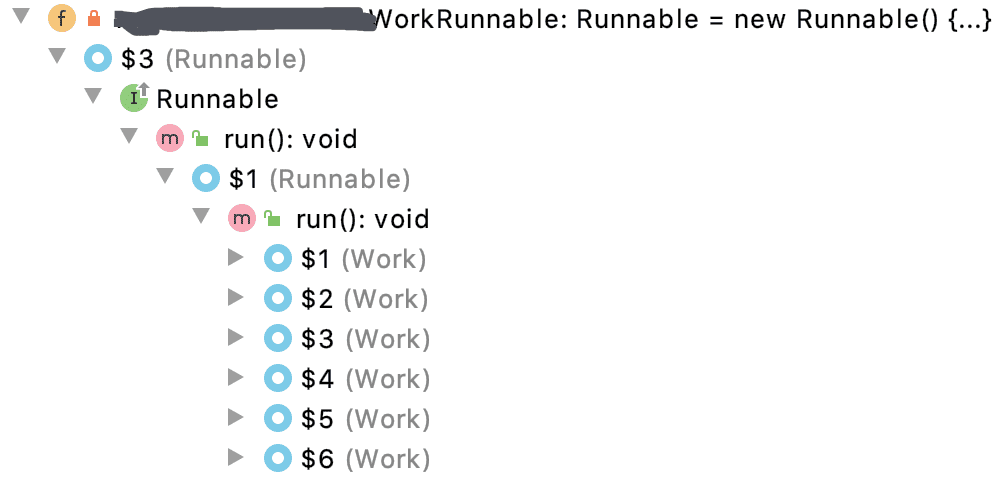 f WorkRunnable: Runnable = new Runnable() {...}
$3 (Runnable)
I Runnable
m run(): void
$1 (Runnable)
m run(): void
$1 (Work)
$2 (Work)
$3 (Work)
$4 (Work)
$5 (Work)
$6 (Work)